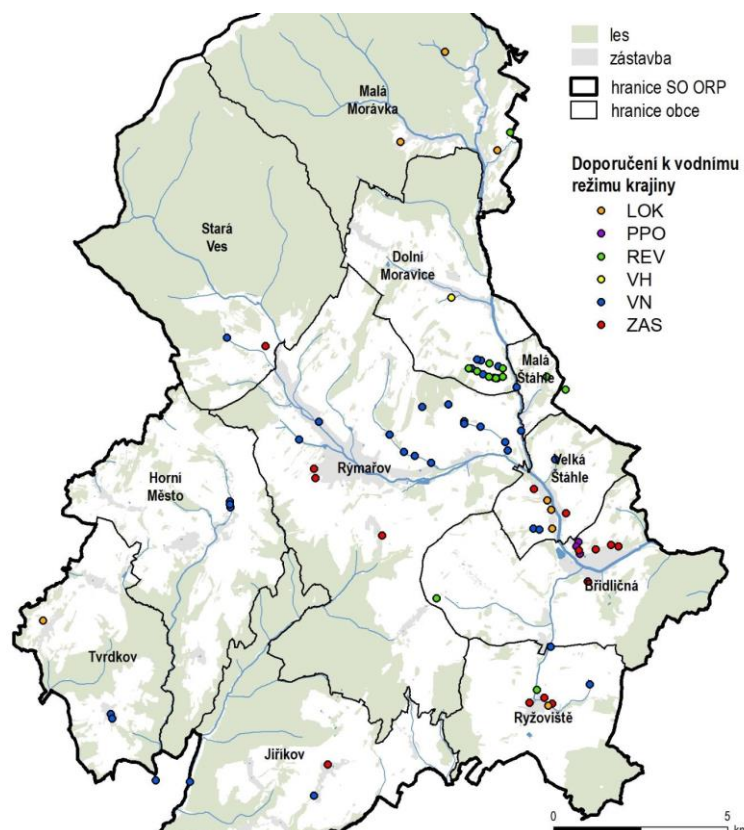 les
zástavba
hranice SO ORP
hranice obce
Doporučení k vodnímu
režimu krajiny
LOK
PPO
REV
VH
VN
ZAS
Malá
Morávka
Stará
Ves
Dolní
Moravice
Malá
Štáhle
Horní
Město
Rýmařov
Velká
Štáhle
Břidličná
Tvrdkov
Ryžoviště
Jiříkov
0 5